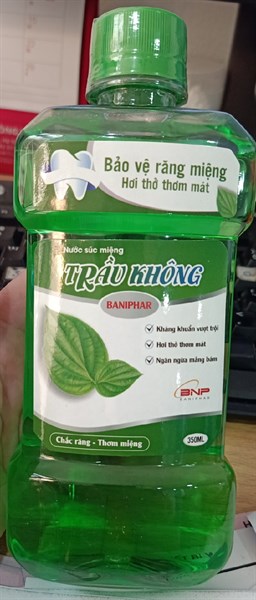 Bảo vệ răng miệng
Hơi thở thơm mát
Nước súc miệng
TRẦU KHÔNG
BANIPHAR
Kháng khuẩn vượt trội
Hơi thở thơm mát
Ngăn ngừa mảng bám
BNP
BANIPHAR
Chắc răng - Thơm miệng
350ML